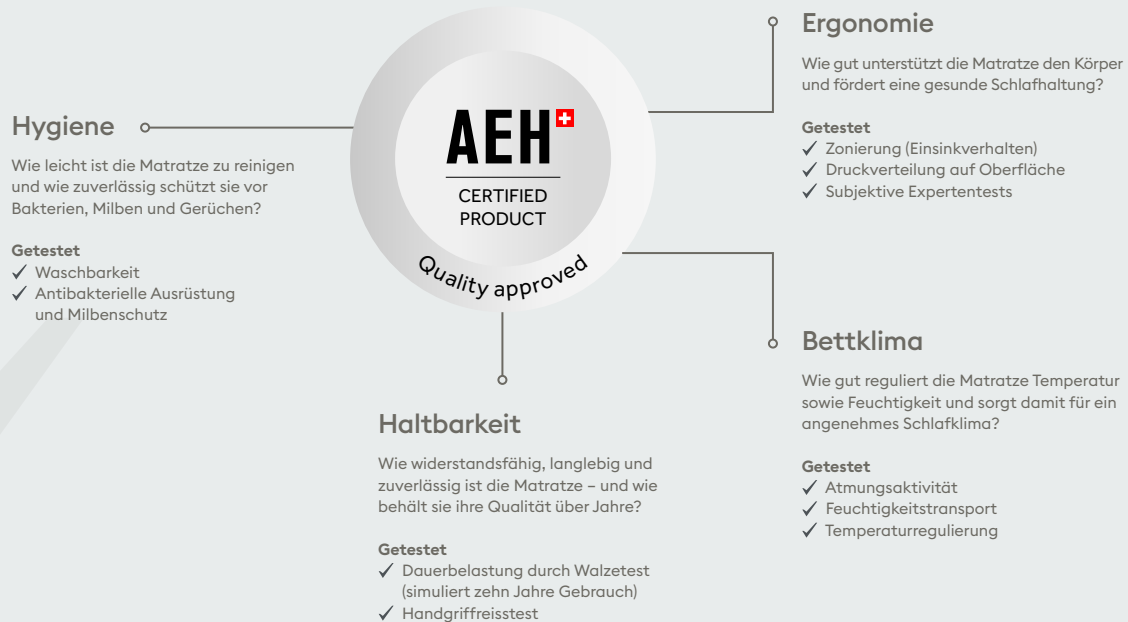 Hygiene
Wie leicht ist die Matratze zu reinigen
und wie zuverlässig schützt sie vor
Bakterien, Milben und Gerüchen?
Getestet
✓ Waschbarkeit
✓ Antibakterielle Ausrüstung
und Milbenschutz
AEH
CERTIFIED
PRODUCT
Quality approved
Haltbarkeit
Wie widerstandsfähig, langlebig und
zuverlässig ist die Matratze – und wie
behält sie ihre Qualität über Jahre?
Getestet
✓ Dauerbelastung durch Walzetest
(simuliert zehn Jahre Gebrauch)
✓ Handgriffreisstest
Ergonomie
Wie gut unterstützt die Matratze den Körper
und fördert eine gesunde Schlafhaltung?
Getestet
✓ Zonierung (Einsinkverhalten)
✓ Druckverteilung auf Oberfläche
✓ Subjektive Expertentests
Bettklima
Wie gut reguliert die Matratze Temperatur
sowie Feuchtigkeit und sorgt damit für ein
angenehmes Schlafklima?
Getestet
✓ Atmungsaktivität
✓ Feuchtigkeitstransport
✓ Temperaturregulierung